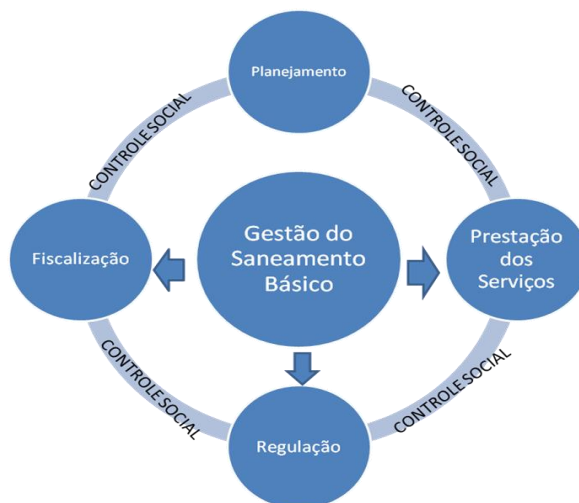 Planejamento
CONTROLE SOCIAL
CONTROLE SOCIAL
Fiscalização
Gestão do
Saneamento
Básico
Prestação
dos
Serviços
CONTROLE SOCIAL
CONTROLE SOCIAL
Regulação